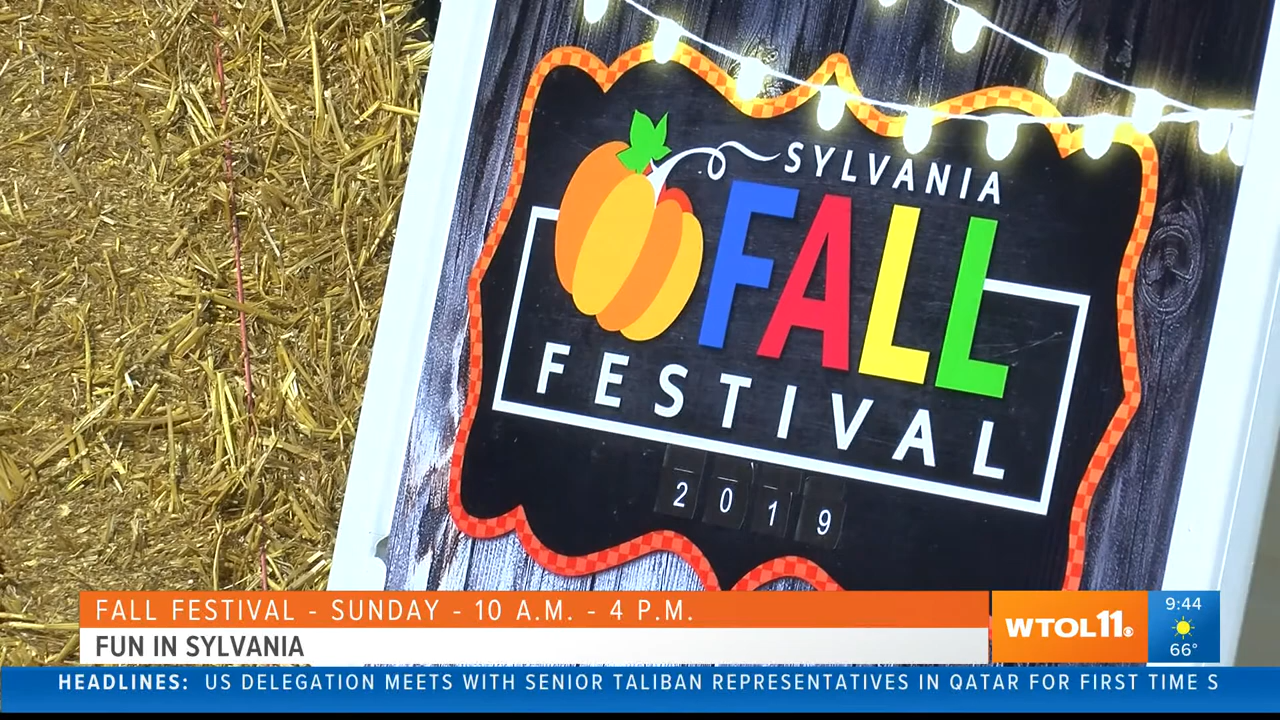 SYLVANIA
FALL
FESTIVAL
2019
FALL FESTIVAL - SUNDAY - 10 A.M. - 4 P.M.
FUN IN SYLVANIA
WTOL11
9:44
66°
HEADLINES: US DELEGATION MEETS WITH SENIOR TALIBAN REPRESENTATIVES IN QATAR FOR FIRST TIME S